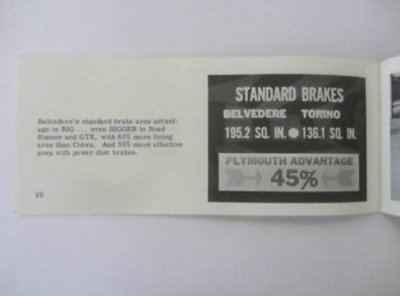 Belvedere's standard brake area advant-
age is BIG ... even BIGGER in Road
Runner and GTX, with 60% more lining
area than Cobra. And 59% more effective
area with power disc brakes.
10
STANDARD BRAKES
BELVEDERE TORINO
195.2 SQ. IN. ● 136.1 SQ. IN.
PLYMOUTH ADVANTAGE
45%